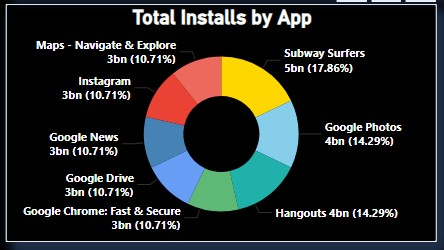 Total Installs by App
Maps - Navigate & Explore
3bn (10.71%)
Subway Surfers
5bn (17.86%)
Instagram
3bn (10.71%)
Google Photos
4bn (14.29%)
Google News
3bn (10.71%)
Google Drive
3bn (10.71%)
Google Chrome: Fast & Secure
3bn (10.71%)
Hangouts 4bn (14.29%)